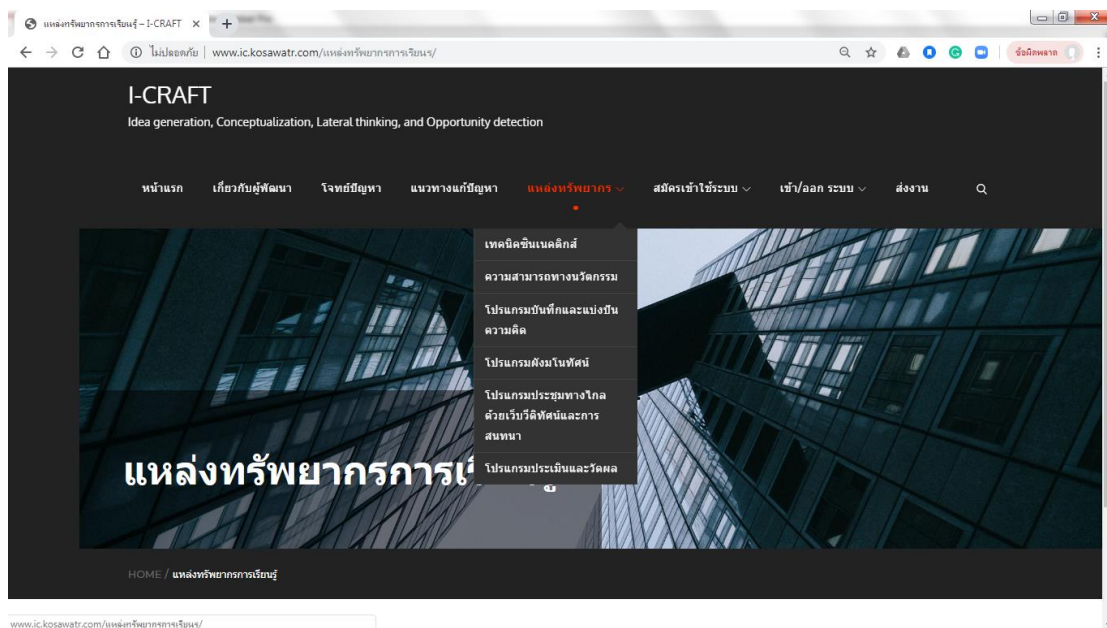 แหล่งทรัพยากรการเรียนรู้ – I-CRAFT
ไม่ปลอดภัย | www.ic.kosawatr.com/แหล่งทรัพยากรการเรียนร/
ข้อผิดพลาด
I-CRAFT
Idea generation, Conceptualization, Lateral thinking, and Opportunity detection
หน้าแรก เกี่ยวกับผู้พัฒนา โจทย์ปัญหา แนวทางแก้ปัญหา แหล่งทรัพยากร สมัครเข้าใช้ระบบ เข้า/ออก ระบบ ส่งงาน
เทคนิคซินเนคติกส์
ความสามารถทางนวัตกรรม
โปรแกรมบันทึกและแบ่งปัน
ความคิด
โปรแกรมผังมโนทัศน์
โปรแกรมประชุมทางไกล
ด้วยเว็บวีดิทัศน์และการ
สนทนา
โปรแกรมประเมินและวัดผล
แหล่งทรัพยากรการเ
HOME / แหล่งทรัพยากรการเรียนรู้
www.ic.kosawatr.com/แหล่งทรัพยากรการเรียนร/